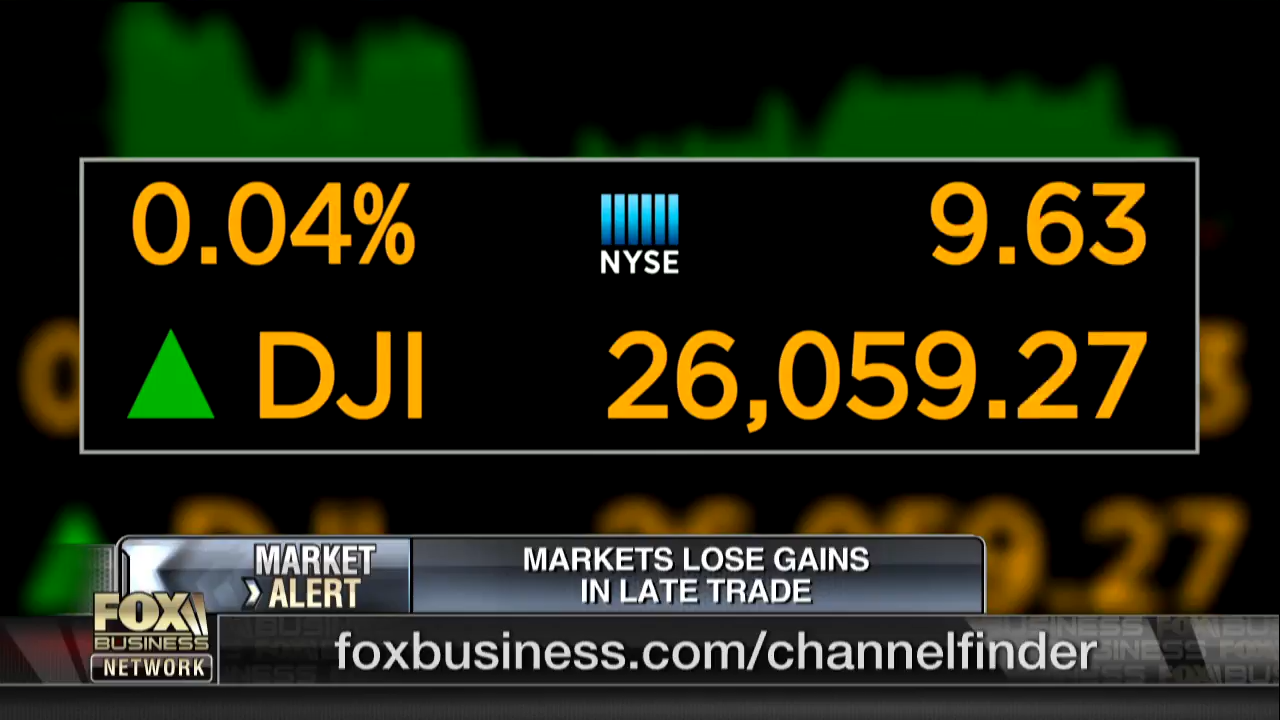 0.04%
NYSE
9.63
DJI
26,059.27
MARKET
ALERT
MARKETS LOSE GAINS
IN LATE TRADE
FOX
BUSINESS
NETWORK
foxbusiness.com/channelfinder